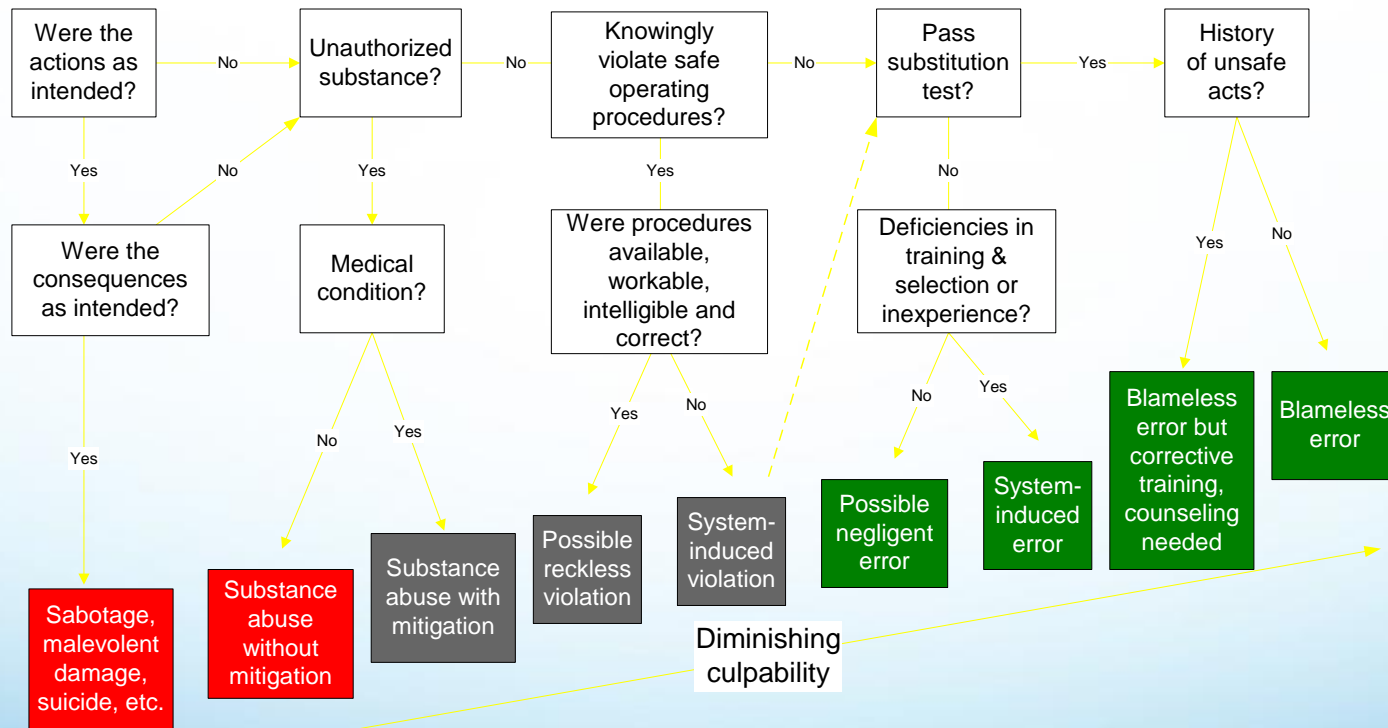 Were the
actions as
intended?
No
Unauthorized
substance?
No
Knowingly
violate safe
operating
procedures?
No
Pass
substitution
test?
Yes
History
of unsafe
acts?
Yes
No
Yes
Yes
No
Were the
consequences
as intended?
Medical
condition?
Were procedures
available,
workable,
intelligible and
correct?
Deficiencies in
training &
selection or
inexperience?
Yes
No
Yes
No
Yes
Yes
No
No
Yes
Sabotage,
malevolent
damage,
suicide, etc.
Substance
abuse
without
mitigation
Substance
abuse with
mitigation
Possible
reckless
violation
System-
induced
violation
Possible
negligent
error
System-
induced
error
Blameless
error but
corrective
training,
counseling
needed
Blameless
error
Diminishing
culpability